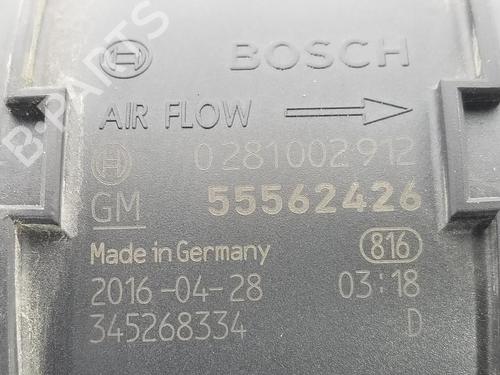 BOSCH
AIR FLOW
0 281 002 912
GM 55562426
Made in Germany 816
2016-04-28 03:18
345268334 D
B-PARTS